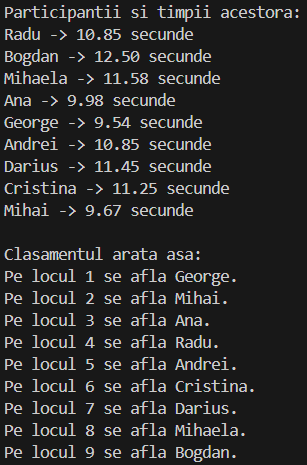 Participantii si timpii acestora:
Radu -> 10.85 secunde
Bogdan -> 12.50 secunde
Mihaela -> 11.58 secunde
Ana -> 9.98 secunde
George -> 9.54 secunde
Andrei -> 10.85 secunde
Darius -> 11.45 secunde
Cristina -> 11.25 secunde
Mihai -> 9.67 secunde

Clasamentul arata asa:
Pe locul 1 se afla George.
Pe locul 2 se afla Mihai.
Pe locul 3 se afla Ana.
Pe locul 4 se afla Radu.
Pe locul 5 se afla Andrei.
Pe locul 6 se afla Cristina.
Pe locul 7 se afla Darius.
Pe locul 8 se afla Mihaela.
Pe locul 9 se afla Bogdan.